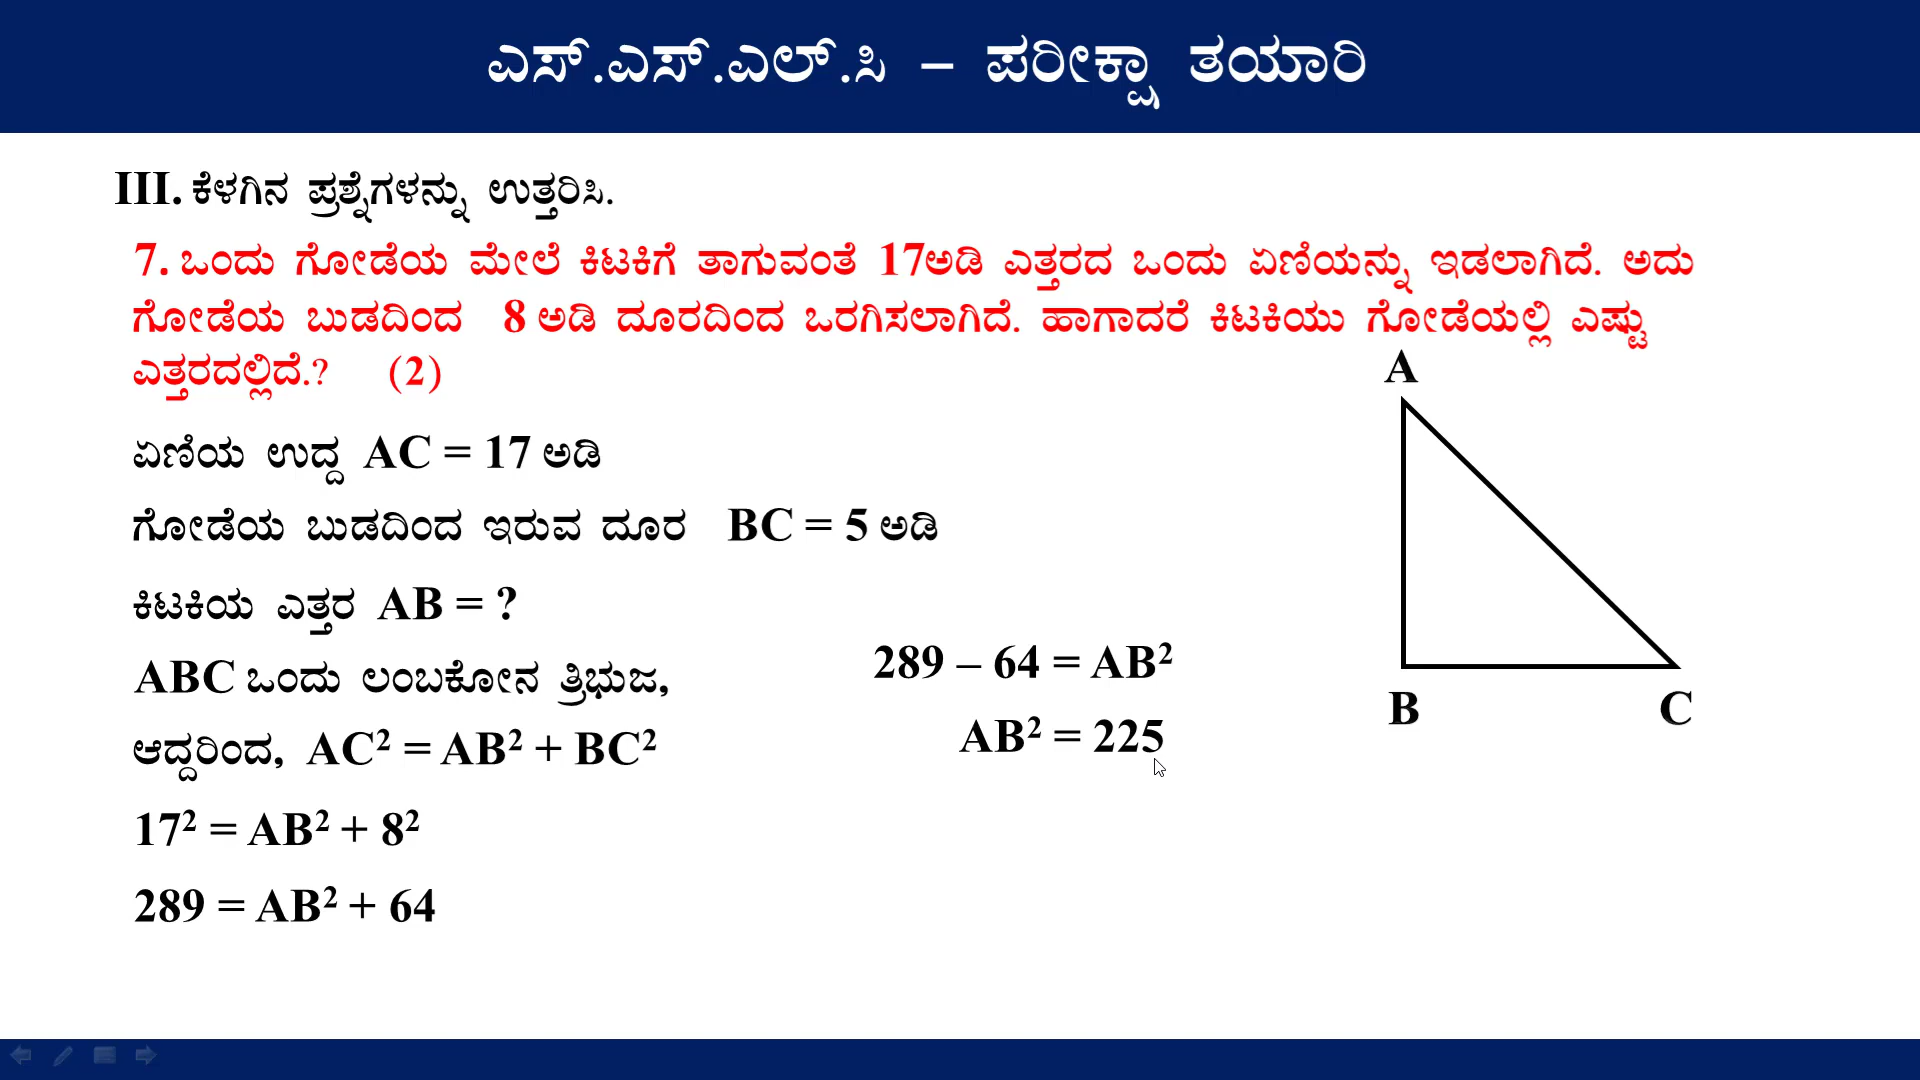 ಎಸ್.ಎಸ್.ಎಲ್.ಸಿ – ಪರೀಕ್ಷಾ ತಯಾರಿ
III. ಕೆಳಗಿನ ಪ್ರಶ್ನೆಗಳನ್ನು ಉತ್ತರಿಸಿ.
7. ಒಂದು ಗೋಡೆಯ ಮೇಲೆ ಕಿಟಕಿಗೆ ತಾಗುವಂತೆ 17ಅಡಿ ಎತ್ತರದ ಒಂದು ಏಣಿಯನ್ನು ಇಡಲಾಗಿದೆ. ಅದು
ಗೋಡೆಯ ಬುಡದಿಂದ 8 ಅಡಿ ದೂರದಿಂದ ಒರಗಿಸಲಾಗಿದೆ. ಹಾಗಾದರೆ ಕಿಟಕಿಯು ಗೋಡೆಯಲ್ಲಿ ಎಷ್ಟು
ಎತ್ತರದಲ್ಲಿದೆ.? (2)
ಏಣಿಯ ಉದ್ದ AC = 17 ಅಡಿ
ಗೋಡೆಯ ಬುಡದಿಂದ ಇರುವ ದೂರ BC = 5 ಅಡಿ
ಕಿಟಕಿಯ ಎತ್ತರ AB = ?
ABC ಒಂದು ಲಂಬಕೋನ ತ್ರಿಭುಜ,
ಆದ್ದರಿಂದ, AC² = AB² + BC²
17² = AB² + 8²
289 = AB² + 64
289 – 64 = AB²
AB² = 225
A
B
C